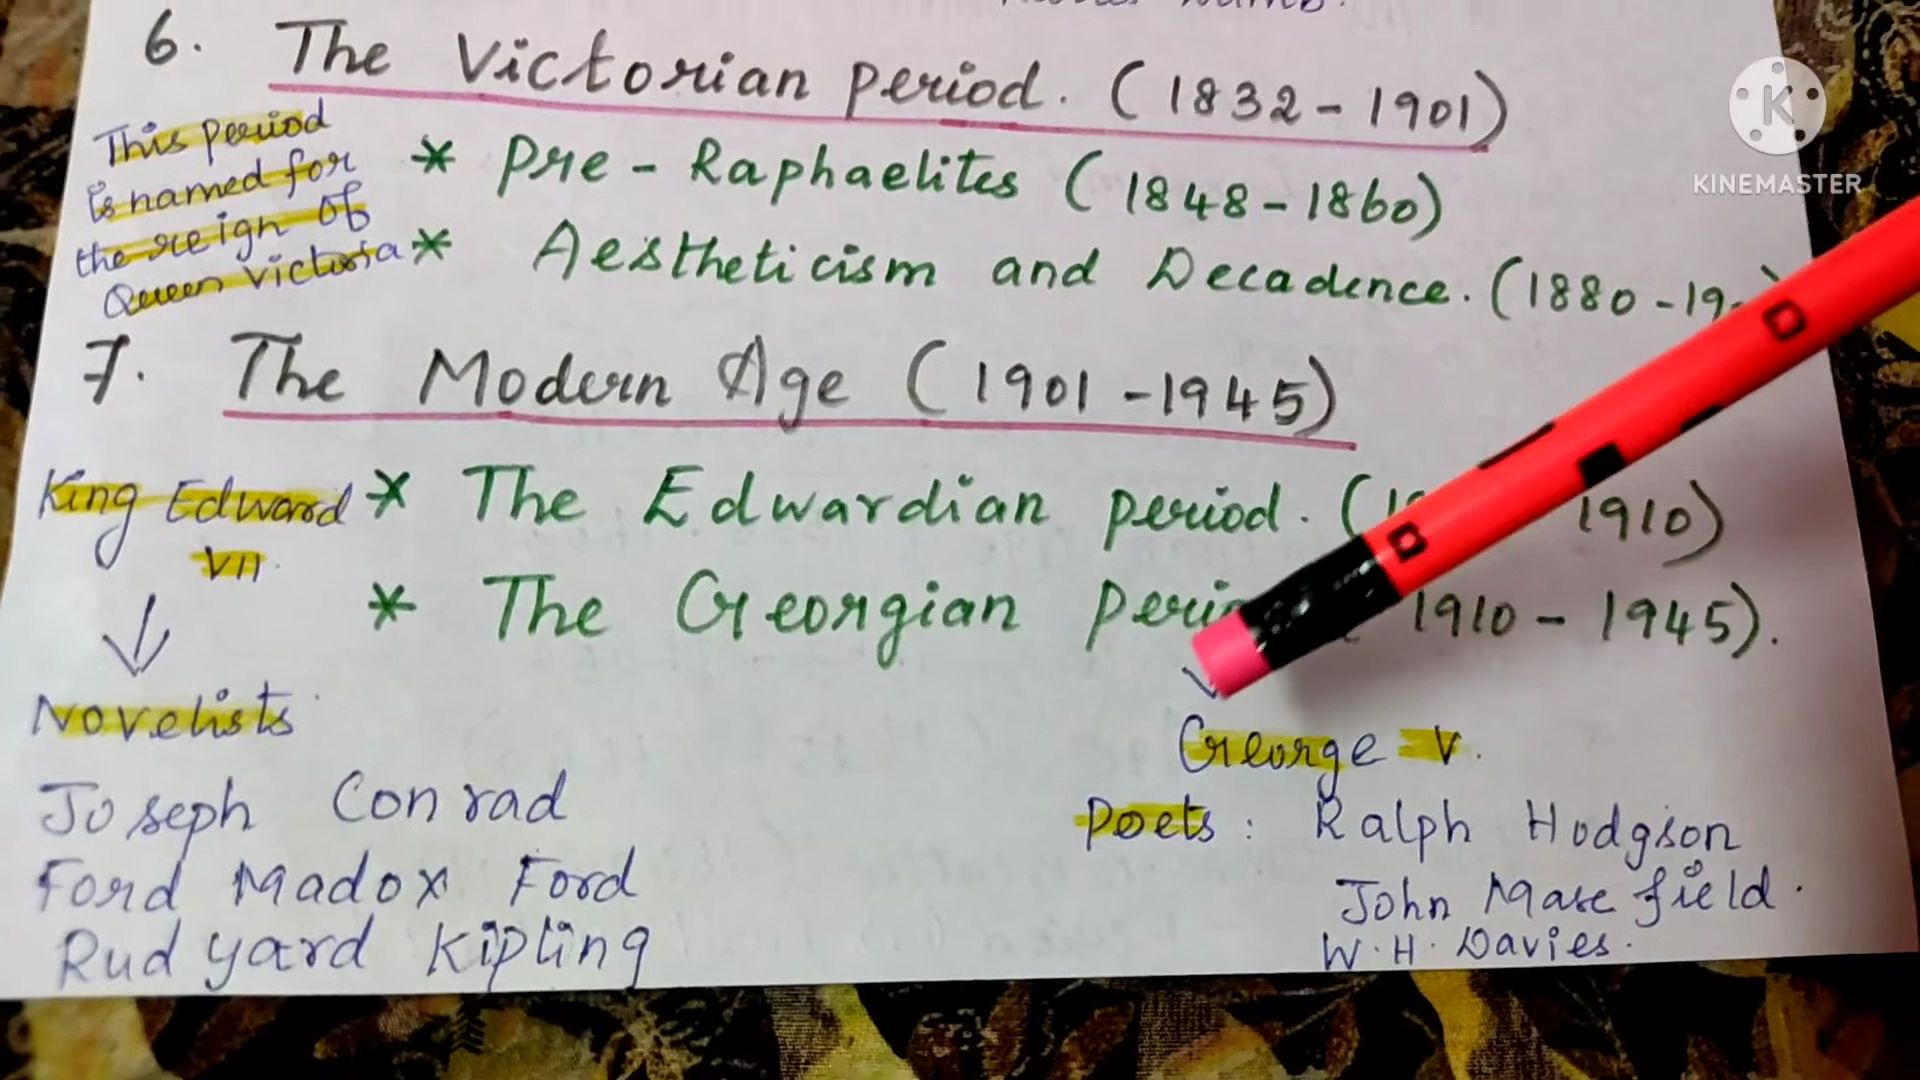 6. The Victorian period. (1832-1901)
This period
is named for
the reign of
Queen Victoria
* Pre-Raphaelites (1848-1860)
* Aestheticism and Decadence. (1880-19
7. The Modern Age (1901-1945)
King Edward
VII.
* The Edwardian period. (1 1910)
* The Georgian 1910-1945).
Novelists
Joseph Conrad
Ford Madox Ford
Rudyard Kipling
George V.
Poets: Ralph Hodgson
John Masefield.
W.H. Davies.
K
KINEMASTER